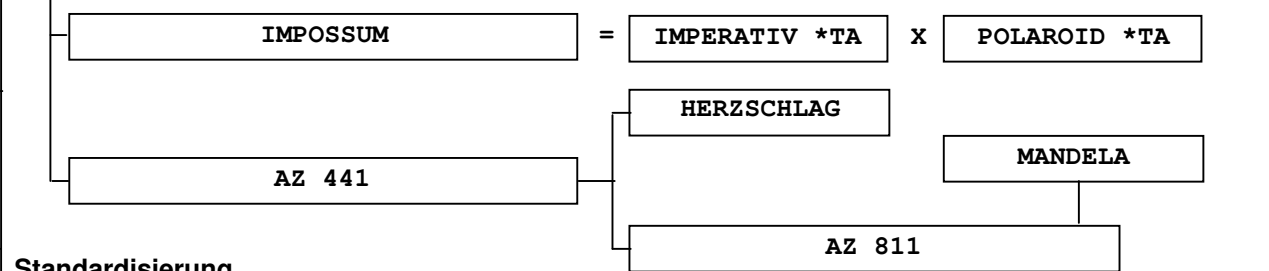 IMPOSSUM = IMPERATIV *TA X POLAROID *TA
HERZSCHLAG
MANDELA
AZ 441
AZ 811
Standardisierung